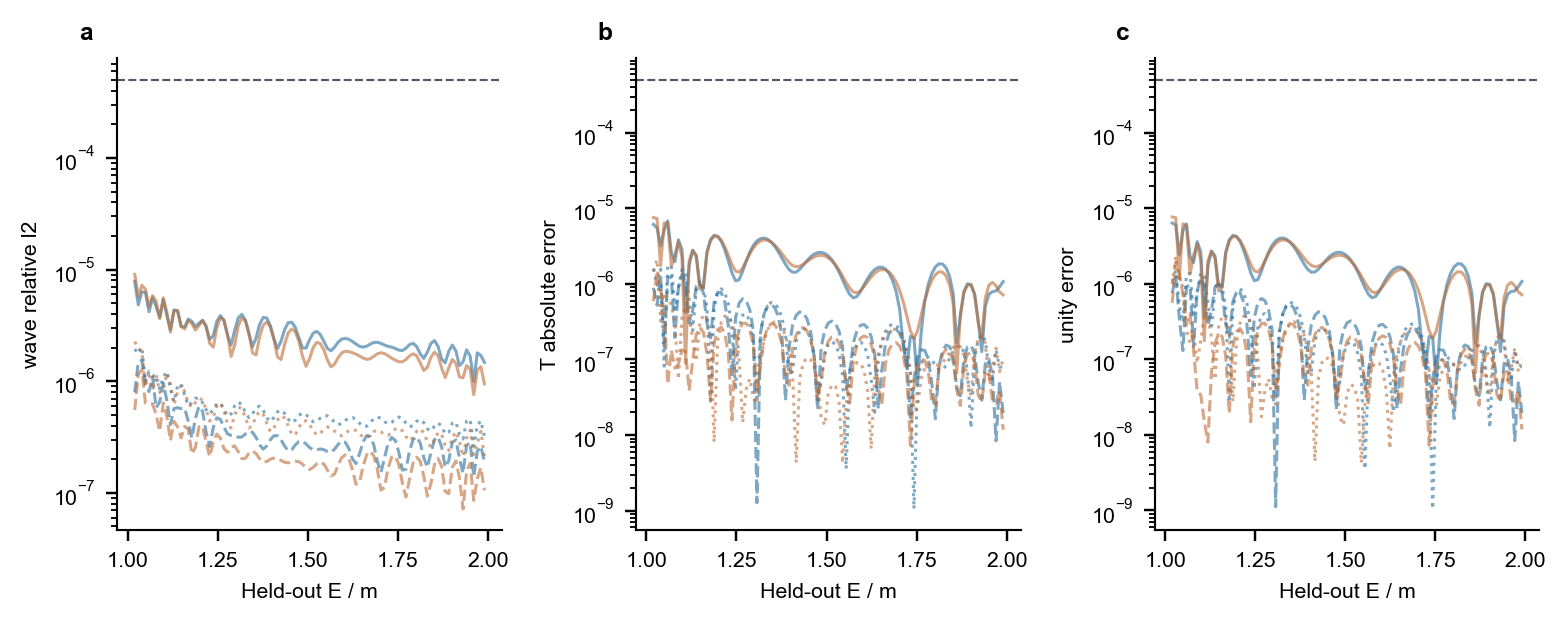 a
wave relative l2
10⁻⁴
10⁻⁵
10⁻⁶
10⁻⁷
1.00 1.25 1.50 1.75 2.00
Held-out E / m
b
T absolute error
10⁻⁴
10⁻⁵
10⁻⁶
10⁻⁷
10⁻⁸
10⁻⁹
1.00 1.25 1.50 1.75 2.00
Held-out E / m
c
unity error
10⁻⁴
10⁻⁵
10⁻⁶
10⁻⁷
10⁻⁸
10⁻⁹
1.00 1.25 1.50 1.75 2.00
Held-out E / m